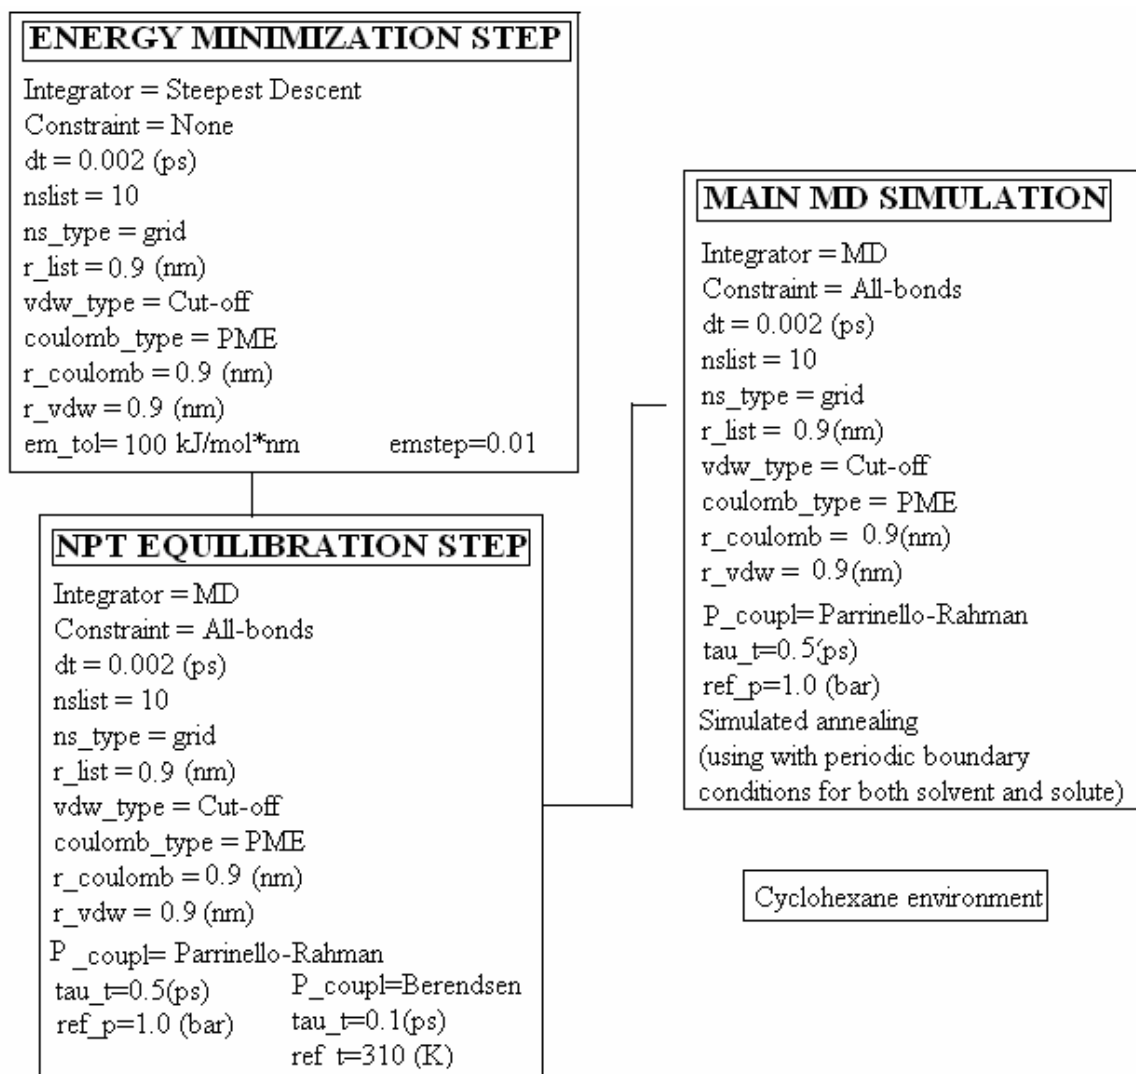 ENERGY MINIMIZATION STEP
Integrator = Steepest Descent
Constraint = None
dt = 0.002 (ps)
nslist = 10
ns_type = grid
r_list = 0.9 (nm)
vdw_type = Cut-off
coulomb_type = PME
r_coulomb = 0.9 (nm)
r_vdw = 0.9 (nm)
em_tol= 100 kJ/mol*nm emstep=0.01
NPT EQUILIBRATION STEP
Integrator = MD
Constraint = All-bonds
dt = 0.002 (ps)
nslist = 10
ns_type = grid
r_list = 0.9 (nm)
vdw_type = Cut-off
coulomb_type = PME
r_coulomb = 0.9 (nm)
r_vdw = 0.9 (nm)
P_coupl= Parrinello-Rahman
tau_t=0.5(ps)
ref_p=1.0 (bar)
P_coupl=Berendsen
tau_t=0.1(ps)
ref t=310 (K)
MAIN MD SIMULATION
Integrator = MD
Constraint = All-bonds
dt = 0.002 (ps)
nslist = 10
ns_type = grid
r_list = 0.9(nm)
vdw_type = Cut-off
coulomb_type = PME
r_coulomb = 0.9(nm)
r_vdw = 0.9(nm)
P_coupl= Parrinello-Rahman
tau_t=0.5(ps)
ref_p=1.0 (bar)
Simulated annealing
(using with periodic boundary
conditions for both solvent and solute)
Cyclohexane environment